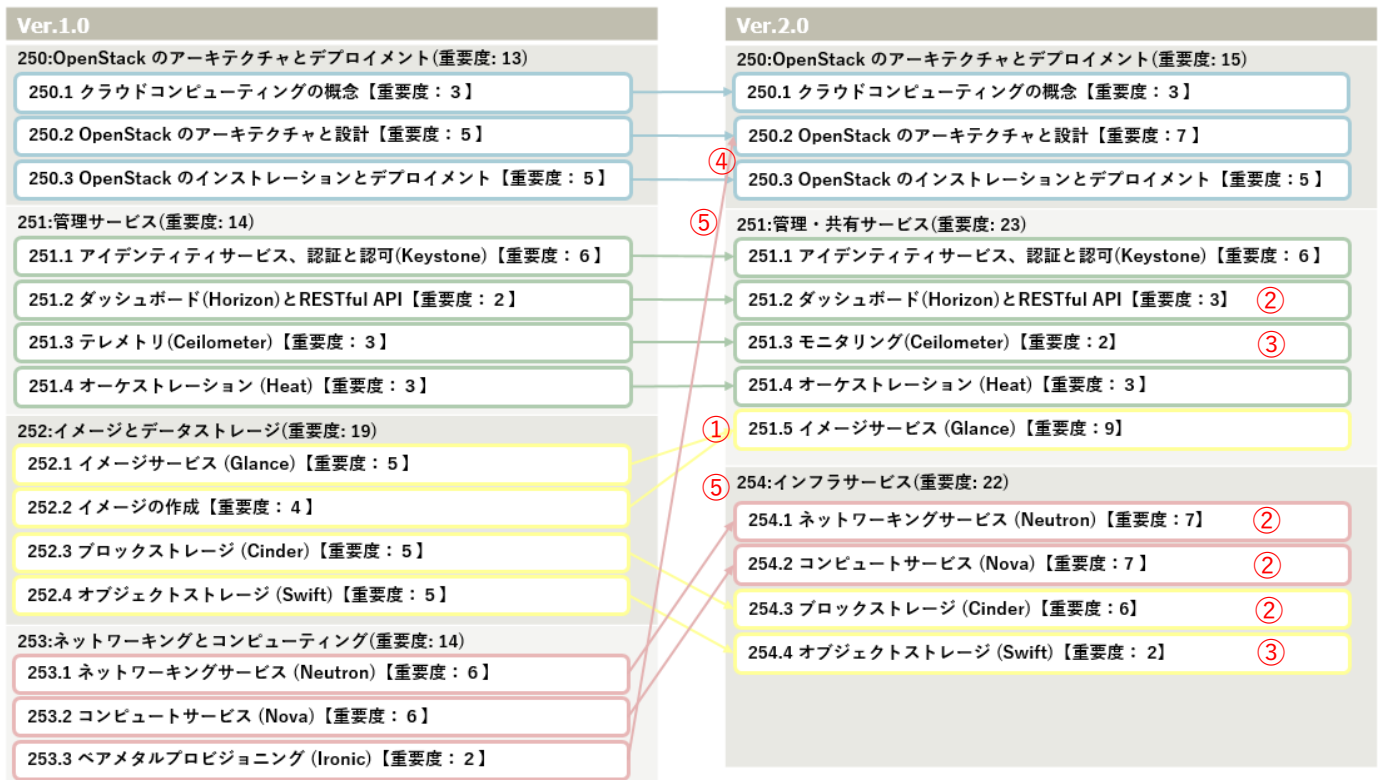 Ver.1.0
250:OpenStack のアーキテクチャとデプロイメント(重要度: 13)
250.1 クラウドコンピューティングの概念【重要度：３】
250.2 OpenStack のアーキテクチャと設計【重要度：５】
250.3 OpenStack のインストレーションとデプロイメント【重要度：５】
251:管理サービス(重要度: 14)
251.1 アイデンティティサービス、認証と認可(Keystone)【重要度：６】
251.2 ダッシュボード(Horizon)とRESTful API【重要度：２】
251.3 テレメトリ(Ceilometer)【重要度：３】
251.4 オーケストレーション (Heat)【重要度：３】
252:イメージとデータストレージ(重要度: 19)
252.1 イメージサービス (Glance)【重要度：５】
252.2 イメージの作成【重要度：４】
252.3 ブロックストレージ (Cinder)【重要度：５】
252.4 オブジェクトストレージ (Swift)【重要度：５】
253:ネットワーキングとコンピューティング(重要度: 14)
253.1 ネットワーキングサービス (Neutron)【重要度：６】
253.2 コンピュートサービス (Nova)【重要度：６】
253.3 ベアメタルプロビジョニング (Ironic)【重要度：２】
④
⑤
①
⑤
Ver.2.0
250:OpenStack のアーキテクチャとデプロイメント(重要度: 15)
250.1 クラウドコンピューティングの概念【重要度：３】
250.2 OpenStack のアーキテクチャと設計【重要度：7】
250.3 OpenStack のインストレーションとデプロイメント【重要度：5】
251:管理・共有サービス(重要度: 23)
251.1 アイデンティティサービス、認証と認可(Keystone)【重要度：６】
251.2 ダッシュボード(Horizon)とRESTful API【重要度：3】 ②
251.3 モニタリング(Ceilometer)【重要度：2】 ③
251.4 オーケストレーション (Heat)【重要度：３】
251.5 イメージサービス (Glance)【重要度：9】
254:インフラサービス(重要度: 22)
254.1 ネットワーキングサービス (Neutron)【重要度：7】 ②
254.2 コンピュートサービス (Nova)【重要度：7】 ②
254.3 ブロックストレージ (Cinder)【重要度：6】 ②
254.4 オブジェクトストレージ (Swift)【重要度： 2】 ③